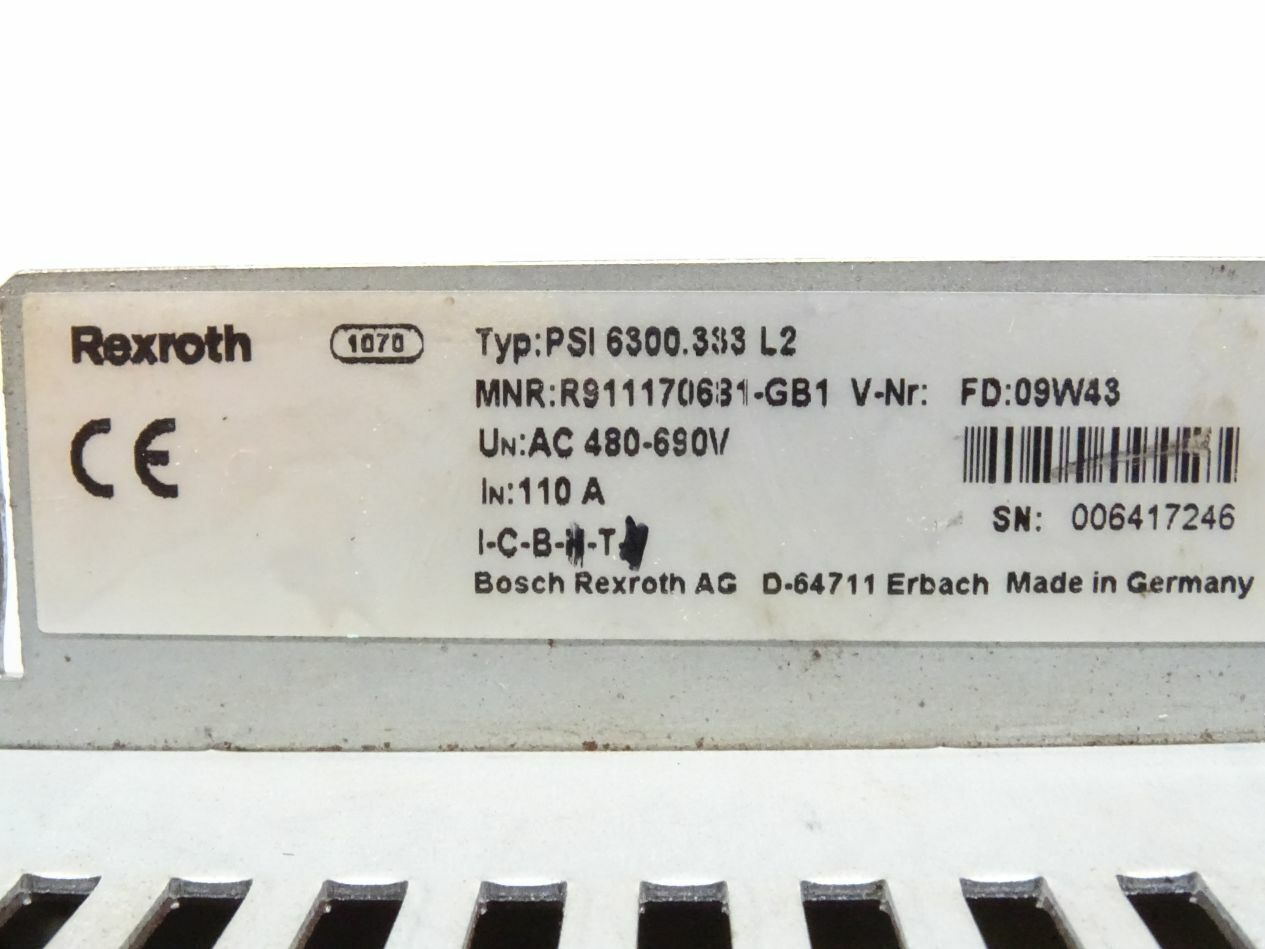 Rexroth 1070 Typ:PSI 6300.333 L2
MNR:R911170631-GB1 V-Nr: FD:09W43
UN:AC 480-690V
IN:110 A
SN: 006417246
I-C-B- -T-
Bosch Rexroth AG D-64711 Erbach Made in Germany
CE